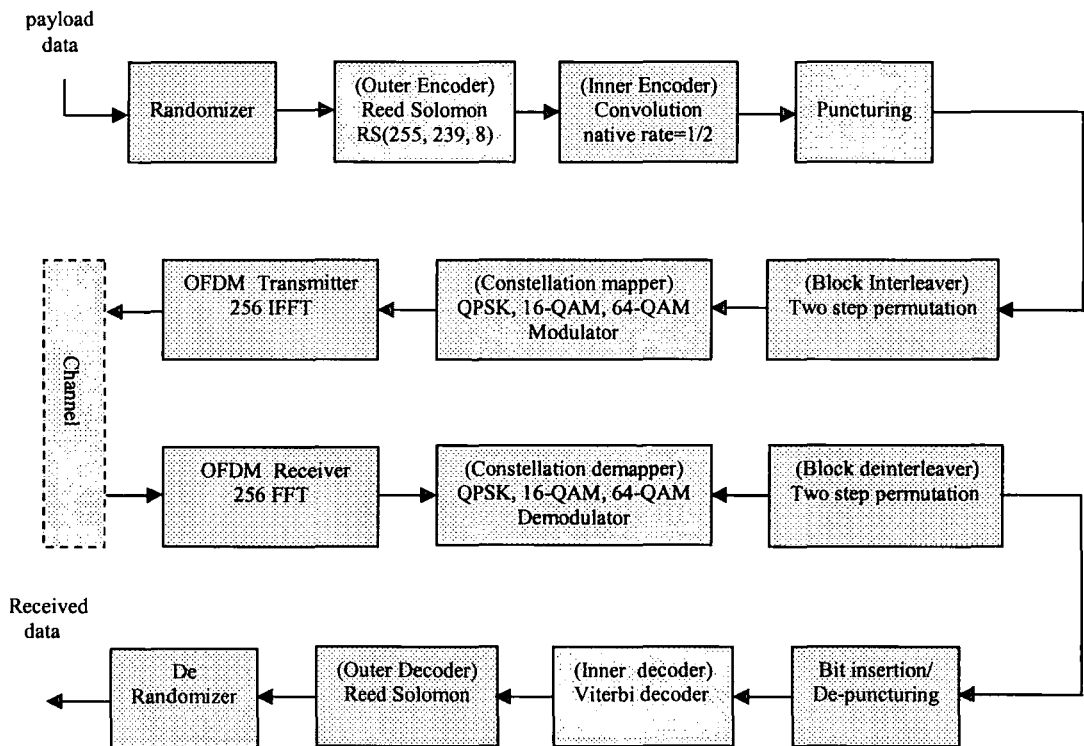 payload
data
Randomizer
(Outer Encoder)
Reed Solomon
RS(255, 239, 8)
(Inner Encoder)
Convolution
native rate=1/2
Puncturing
OFDM Transmitter
256 IFFT
(Constellation mapper)
QPSK, 16-QAM, 64-QAM
Modulator
(Block Interleaver)
Two step permutation
Channel
OFDM Receiver
256 FFT
(Constellation demapper)
QPSK, 16-QAM, 64-QAM
Demodulator
(Block deinterleaver)
Two step permutation
Received
data
De
Randomizer
(Outer Decoder)
Reed Solomon
(Inner decoder)
Viterbi decoder
Bit insertion/
De-puncturing